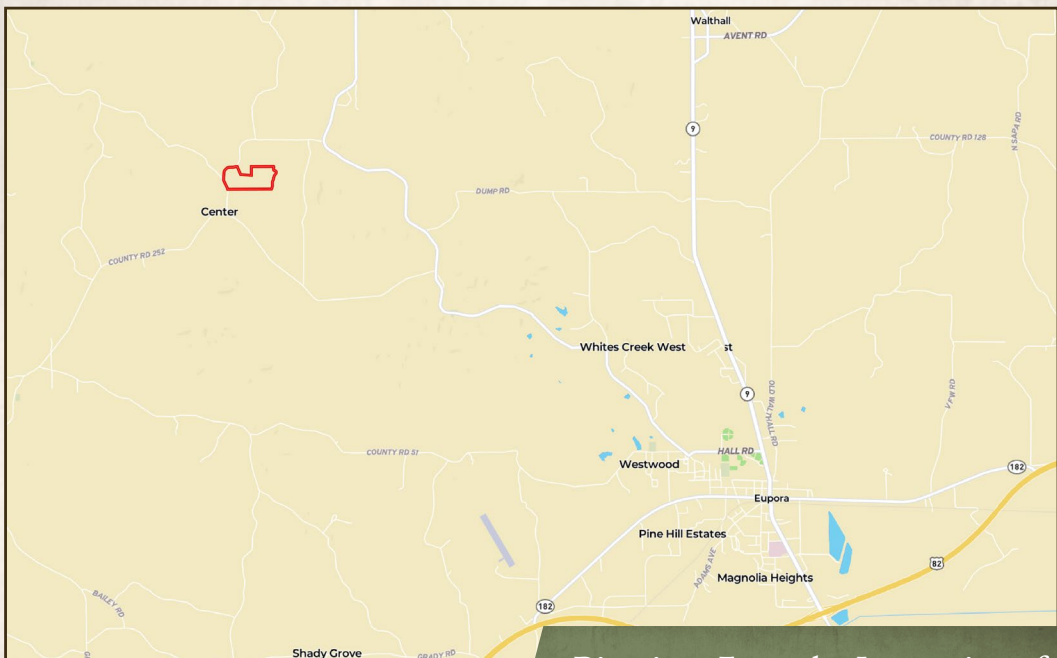 Walthall
AVENT RD
9
COUNTY RD 126
N SAPA RD
DUMP RD
Center
COUNTY RD 252
Whites Creek West
st
9
OLD WALTHALL RD
V F W RD
COUNTY RD 51
HALL RD
Westwood
182
Eupora
Pine Hill Estates
ADAMS AVE
Magnolia Heights
82
BAILEY RD
182
Shady Grove
GRADY RD